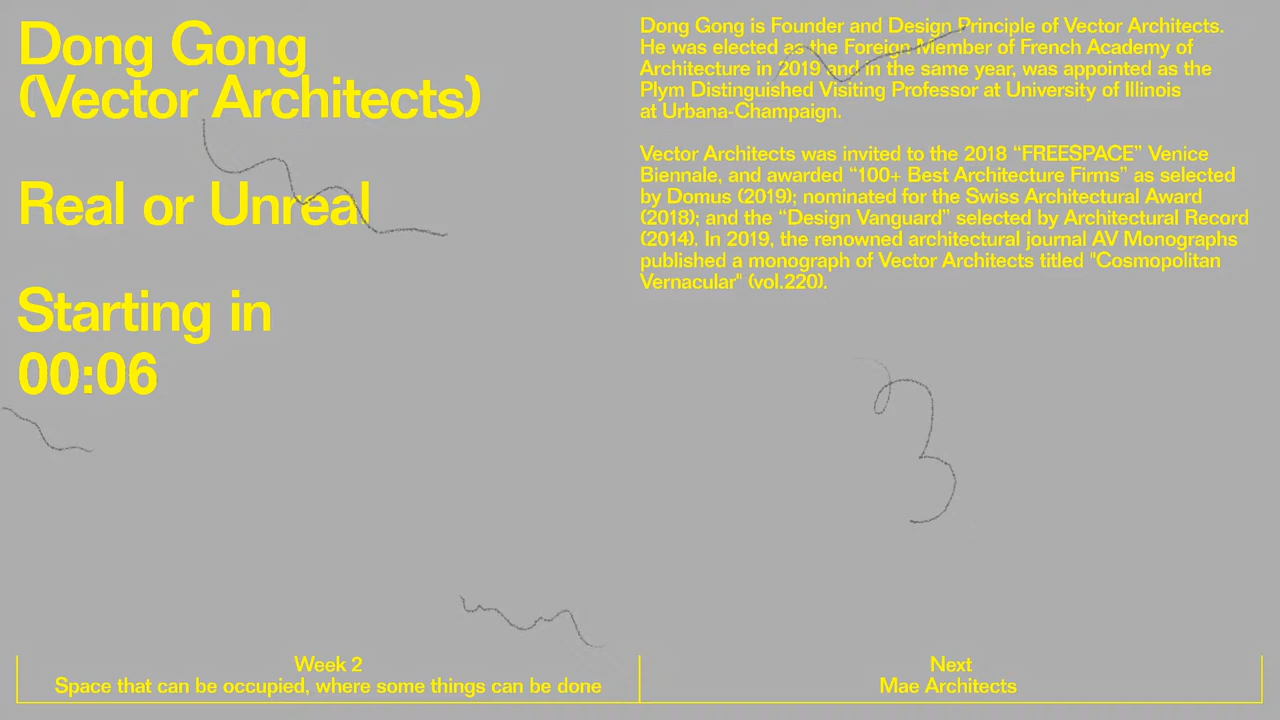 Dong Gong
(Vector Architects)
Real or Unreal
Starting in
00:06
Dong Gong is Founder and Design Principle of Vector Architects.
He was elected as the Foreign Member of French Academy of
Architecture in 2019 and in the same year, was appointed as the
Plym Distinguished Visiting Professor at University of Illinois
at Urbana-Champaign.
Vector Architects was invited to the 2018 “FREESPACE” Venice
Biennale, and awarded “100+ Best Architecture Firms” as selected
by Domus (2019); nominated for the Swiss Architectural Award
(2018); and the “Design Vanguard” selected by Architectural Record
(2014). In 2019, the renowned architectural journal AV Monographs
published a monograph of Vector Architects titled "Cosmopolitan
Vernacular" (vol.220).
Week 2
Space that can be occupied, where some things can be done
Next
Mae Architects